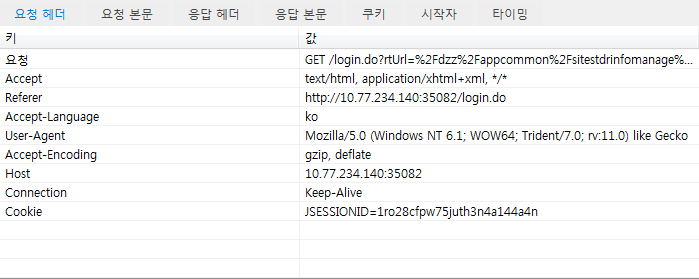 요청 헤더 요청 본문 응답 헤더 응답 본문 쿠키 시작자 타이밍
키 값
요청 GET /login.do?rtUrl=%2Fdzz%2Fappcommon%2Fsitestdrinfomanage%...
Accept text/html, application/xhtml+xml, */*
Referer http://10.77.234.140:35082/login.do
Accept-Language ko
User-Agent Mozilla/5.0 (Windows NT 6.1; WOW64; Trident/7.0; rv:11.0) like Gecko
Accept-Encoding gzip, deflate
Host 10.77.234.140:35082
Connection Keep-Alive
Cookie JSESSIONID=1ro28cfpw75juth3n4a144a4n